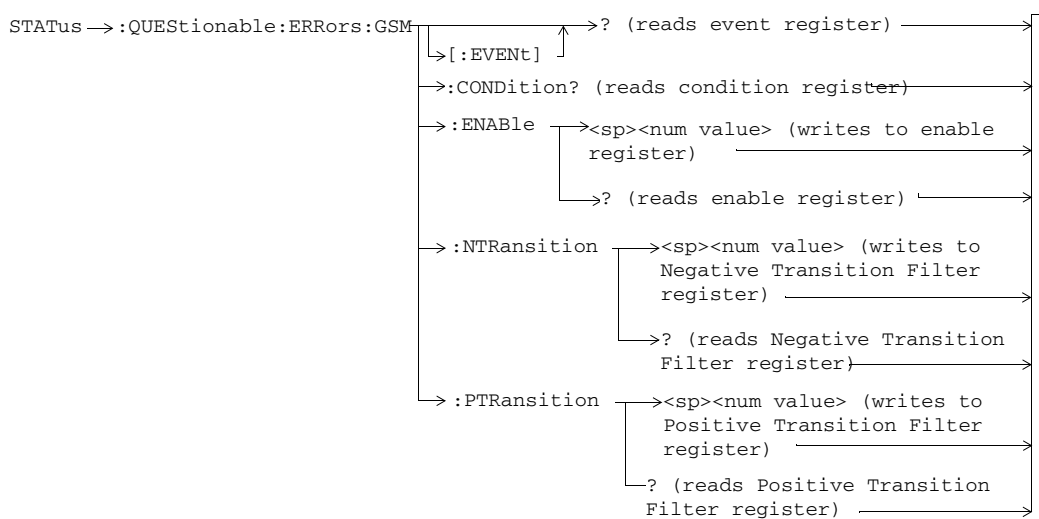 STATus :QUEStionable:ERRors:GSM ? (reads event register)
[:EVENt]
:CONDition? (reads condition register)
:ENABle <sp><num value> (writes to enable
register)
? (reads enable register)
:NTRansition <sp><num value> (writes to
Negative Transition Filter
register)
? (reads Negative Transition
Filter register)
:PTRansition <sp><num value> (writes to
Positive Transition Filter
register)
? (reads Positive Transition
Filter register)